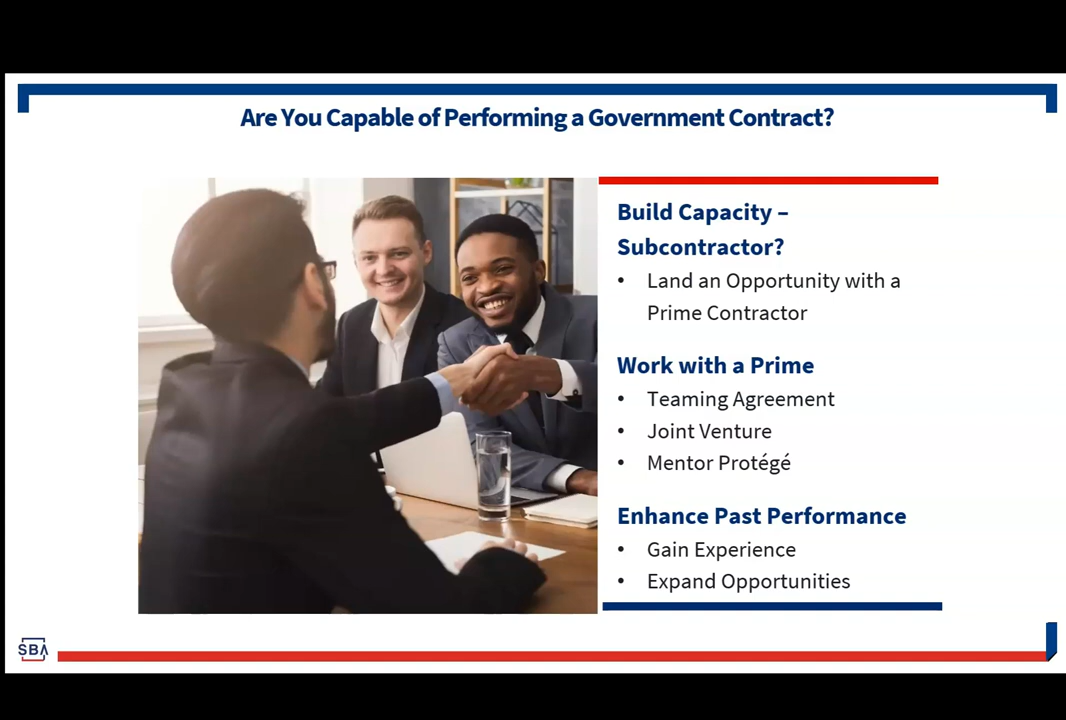 Are You Capable of Performing a Government Contract?
Build Capacity –
Subcontractor?
• Land an Opportunity with a
Prime Contractor
Work with a Prime
• Teaming Agreement
• Joint Venture
• Mentor Protégé
Enhance Past Performance
• Gain Experience
• Expand Opportunities
SBA